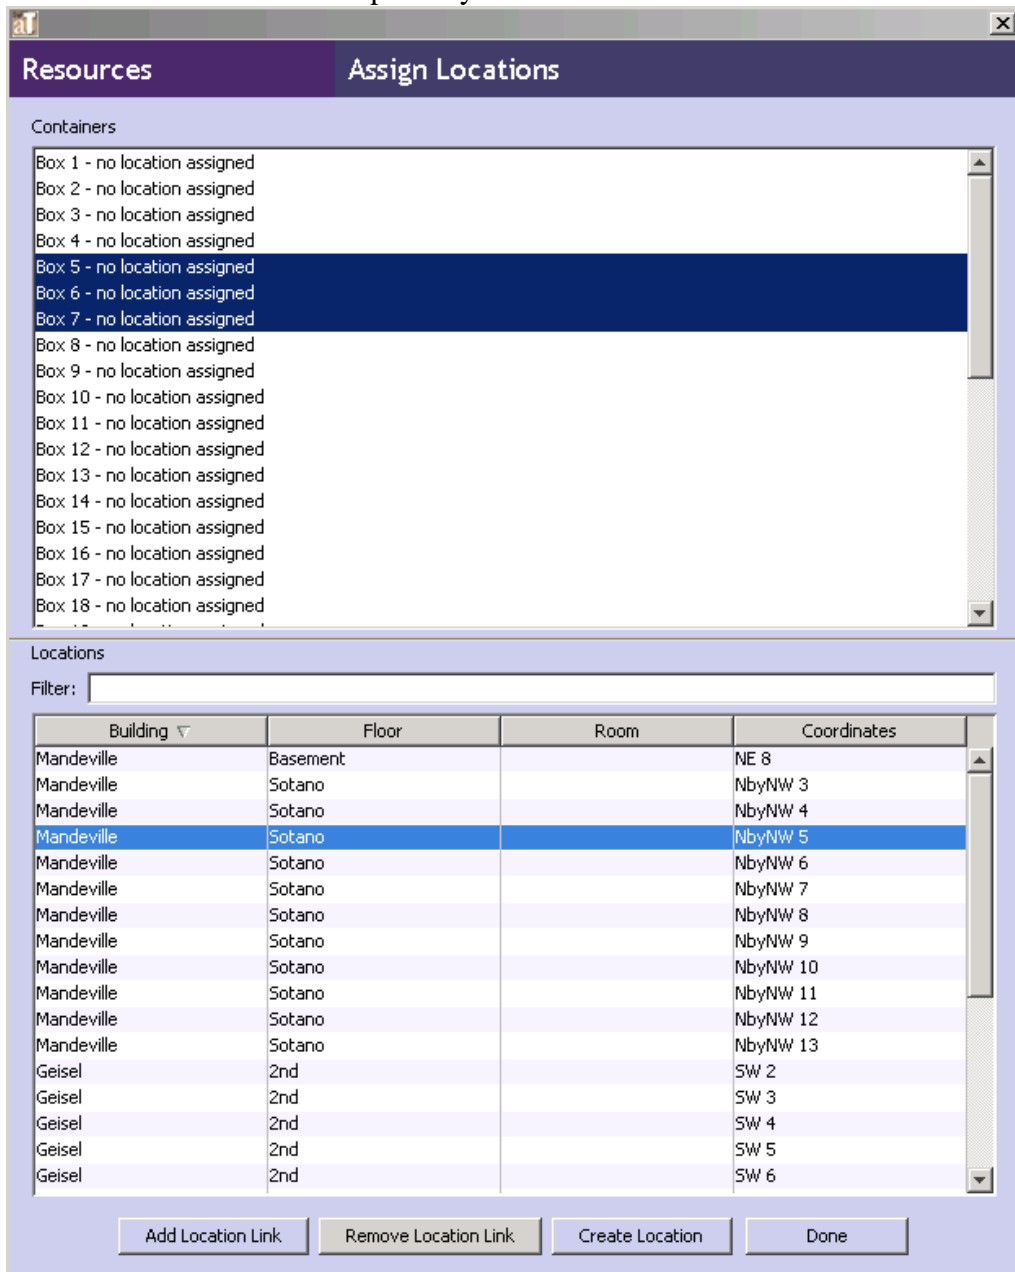 aT
Resources Assign Locations
Containers
Box 1 - no location assigned
Box 2 - no location assigned
Box 3 - no location assigned
Box 4 - no location assigned
Box 5 - no location assigned
Box 6 - no location assigned
Box 7 - no location assigned
Box 8 - no location assigned
Box 9 - no location assigned
Box 10 - no location assigned
Box 11 - no location assigned
Box 12 - no location assigned
Box 13 - no location assigned
Box 14 - no location assigned
Box 15 - no location assigned
Box 16 - no location assigned
Box 17 - no location assigned
Box 18 - no location assigned
Locations
Filter:
Building Floor Room Coordinates
Mandeville Basement NE 8
Mandeville Sotano NbyNW 3
Mandeville Sotano NbyNW 4
Mandeville Sotano NbyNW 5
Mandeville Sotano NbyNW 6
Mandeville Sotano NbyNW 7
Mandeville Sotano NbyNW 8
Mandeville Sotano NbyNW 9
Mandeville Sotano NbyNW 10
Mandeville Sotano NbyNW 11
Mandeville Sotano NbyNW 12
Mandeville Sotano NbyNW 13
Geisel 2nd SW 2
Geisel 2nd SW 3
Geisel 2nd SW 4
Geisel 2nd SW 5
Geisel 2nd SW 6
Add Location Link Remove Location Link Create Location Done